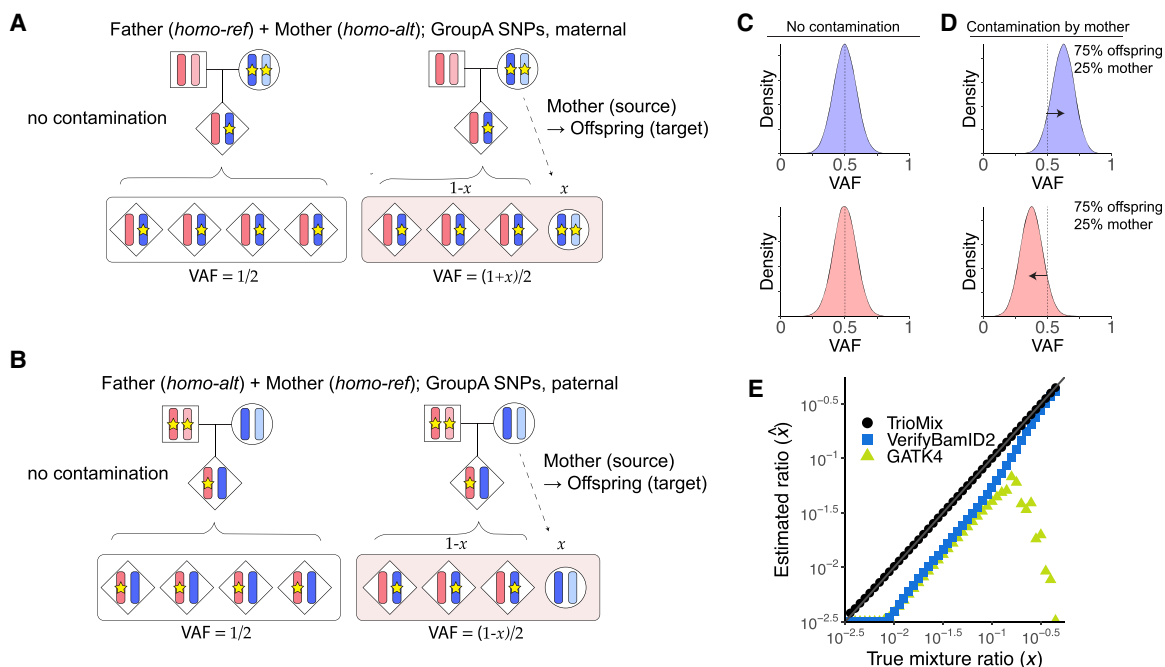 A
Father (homo-ref) + Mother (homo-alt); GroupA SNPs, maternal
no contamination
Mother (source)
→ Offspring (target)
1-x
x
VAF = 1/2
VAF = (1+x)/2
B
Father (homo-alt) + Mother (homo-ref); GroupA SNPs, paternal
no contamination
Mother (source)
→ Offspring (target)
1-x
x
VAF = 1/2
VAF = (1-x)/2
C
No contamination
Density
0
0.5
1
VAF
Density
0
0.5
1
VAF
D
Contamination by mother
75% offspring
25% mother
Density
0
0.5
1
VAF
75% offspring
25% mother
Density
0
0.5
1
VAF
E
TrioMix
VerifyBamID2
GATK4
Estimated ratio (x̂)
10^-0.5
10^-1
10^-1.5
10^-2
10^-2.5
10^-2.5
10^-2
10^-1.5
10^-1
10^-0.5
True mixture ratio (x)